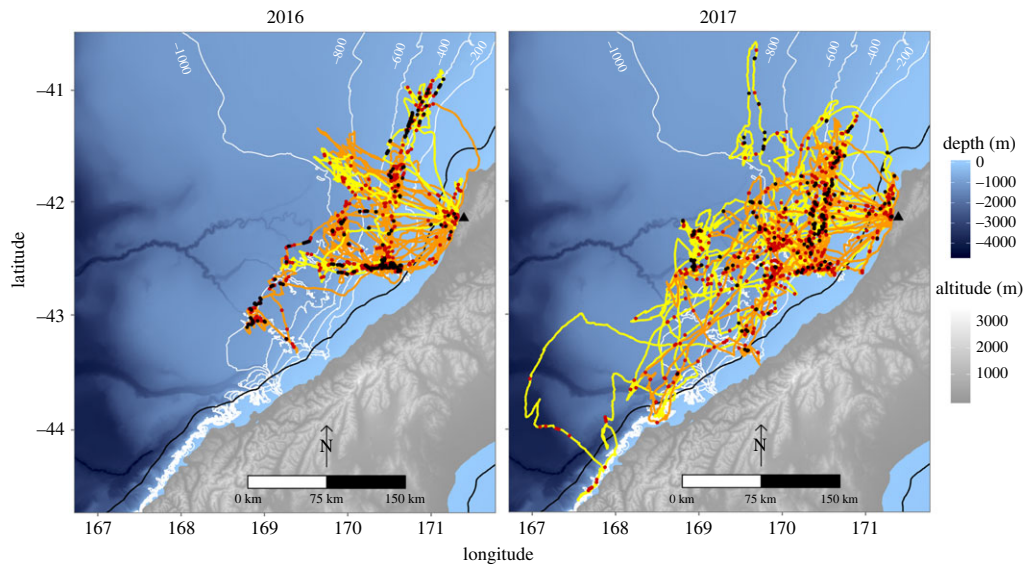 2016
2017
−1000
−800
−600
−400
−200
−1000
−800
−600
−400
−200
−41
−42
−43
−44
latitude
depth (m)
0
−1000
−2000
−3000
−4000
altitude (m)
3000
2000
1000
N
0 km
75 km
150 km
N
0 km
75 km
150 km
167
168
169
170
171
167
168
169
170
171
longitude